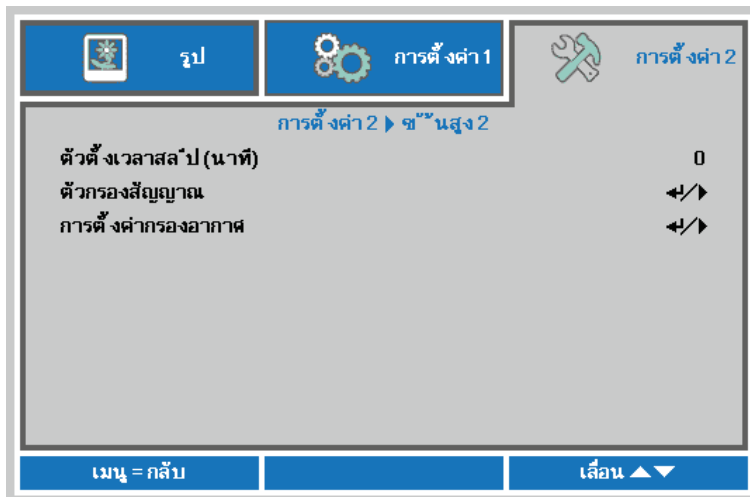 รูป
การตั้งค่า 1
การตั้งค่า 2
การตั้งค่า 2 ▶ ขั้นสูง 2
ตัวตั้งเวลาสลีป (นาที) 0
ตัวกรองสัญญาณ ↵/▶
การตั้งค่ากรองอากาศ ↵/▶
เมนู = กลับ
เลื่อน ▲▼